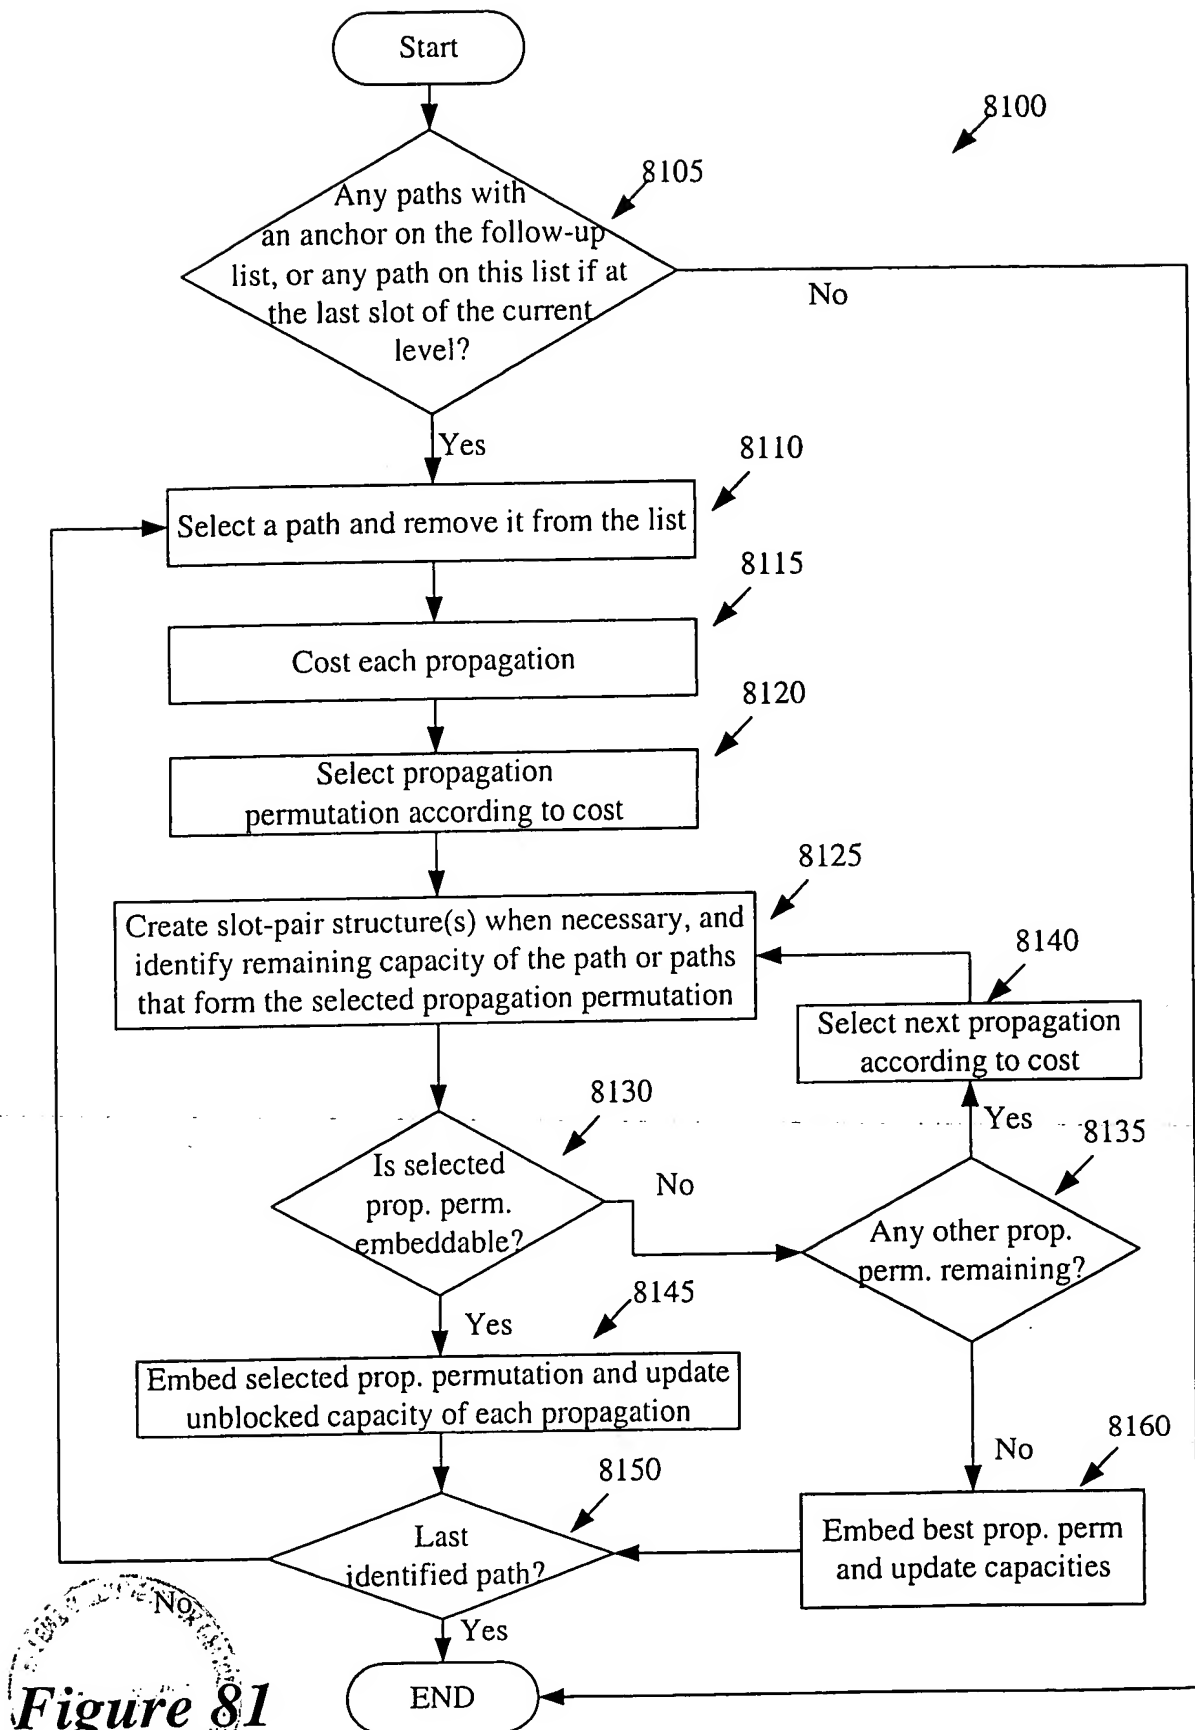 Start
8100
8105
Any paths with
an anchor on the follow-up
list, or any path on this list if at
the last slot of the current
level?
No
Yes
8110
Select a path and remove it from the list
8115
Cost each propagation
8120
Select propagation
permutation according to cost
8125
Create slot-pair structure(s) when necessary, and
identify remaining capacity of the path or paths
that form the selected propagation permutation
8140
Select next propagation
according to cost
8130
Is selected
prop. perm.
embeddable?
No
Yes
8135
Any other prop.
perm. remaining?
8145
Yes
Embed selected prop. permutation and update
unblocked capacity of each propagation
No
8160
Embed best prop. perm
and update capacities
8150
Last
identified path?
No
Yes
END
Figure 81